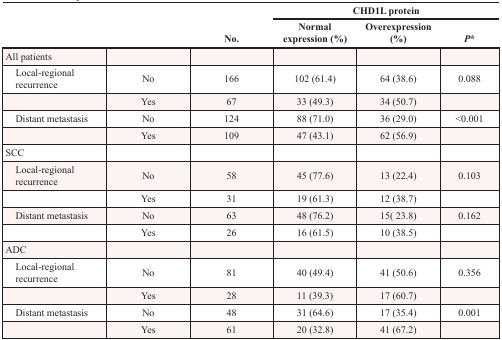 CHD1L protein
No. Normal expression (%) Overexpression (%) P*
All patients
Local-regional recurrence No 166 102 (61.4) 64 (38.6) 0.088
Yes 67 33 (49.3) 34 (50.7)
Distant metastasis No 124 88 (71.0) 36 (29.0) <0.001
Yes 109 47 (43.1) 62 (56.9)
SCC
Local-regional recurrence No 58 45 (77.6) 13 (22.4) 0.103
Yes 31 19 (61.3) 12 (38.7)
Distant metastasis No 63 48 (76.2) 15( 23.8) 0.162
Yes 26 16 (61.5) 10 (38.5)
ADC
Local-regional recurrence No 81 40 (49.4) 41 (50.6) 0.356
Yes 28 11 (39.3) 17 (60.7)
Distant metastasis No 48 31 (64.6) 17 (35.4) 0.001
Yes 61 20 (32.8) 41 (67.2)